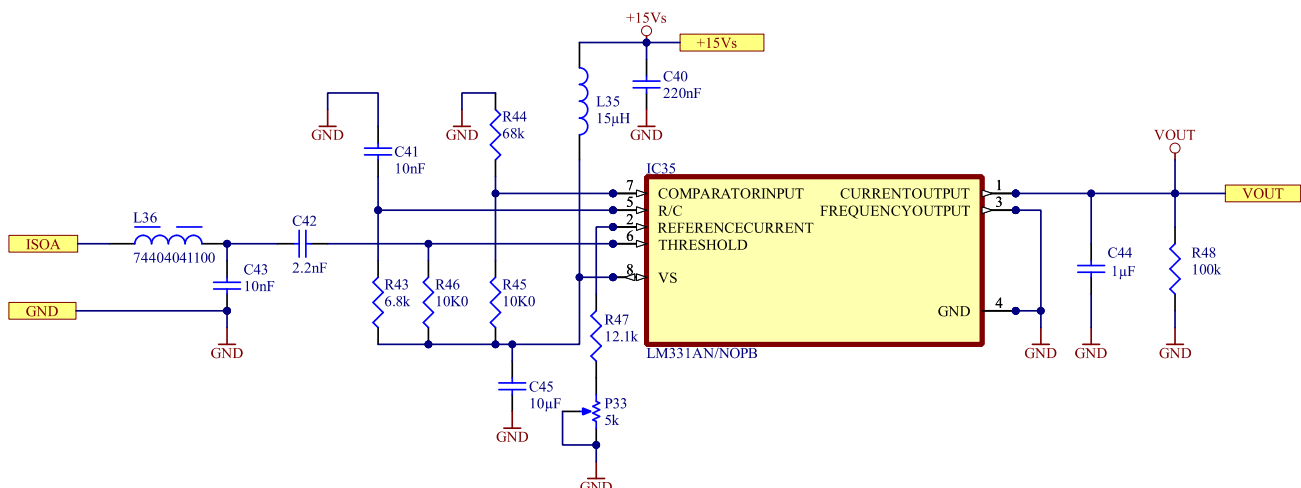 +15Vs
+15Vs
C40
220nF
L35
15µH
GND
GND
GND
R44
68k
C41
10nF
VOUT
IC35
7 COMPARATORINPUT CURRENTOUTPUT 1
5 R/C FREQUENCYOUTPUT 3
2 REFERENCECURRENT
6 THRESHOLD
8 VS
GND 4
LM331AN/NOPB
VOUT
ISOA
L36
74404041100
C42
2.2nF
C43
10nF
GND
GND
R43
6.8k
R46
10K0
R45
10K0
R47
12.1k
C44
1µF
R48
100k
GND
GND
GND
C45
10µF
GND
P33
5k
GND